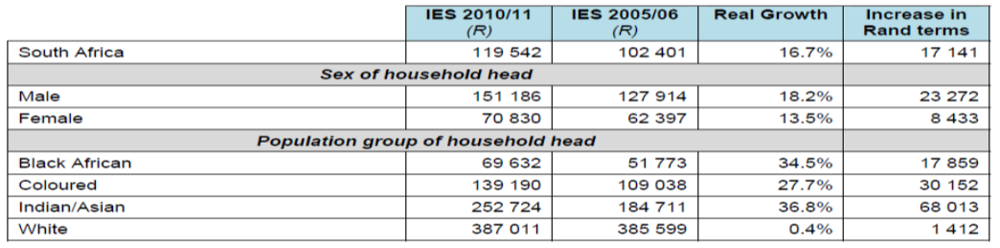 IES 2010/11 (R) IES 2005/06 (R) Real Growth Increase in Rand terms
South Africa 119 542 102 401 16.7% 17 141
Sex of household head
Male 151 186 127 914 18.2% 23 272
Female 70 830 62 397 13.5% 8 433
Population group of household head
Black African 69 632 51 773 34.5% 17 859
Coloured 139 190 109 038 27.7% 30 152
Indian/Asian 252 724 184 711 36.8% 68 013
White 387 011 385 599 0.4% 1 412